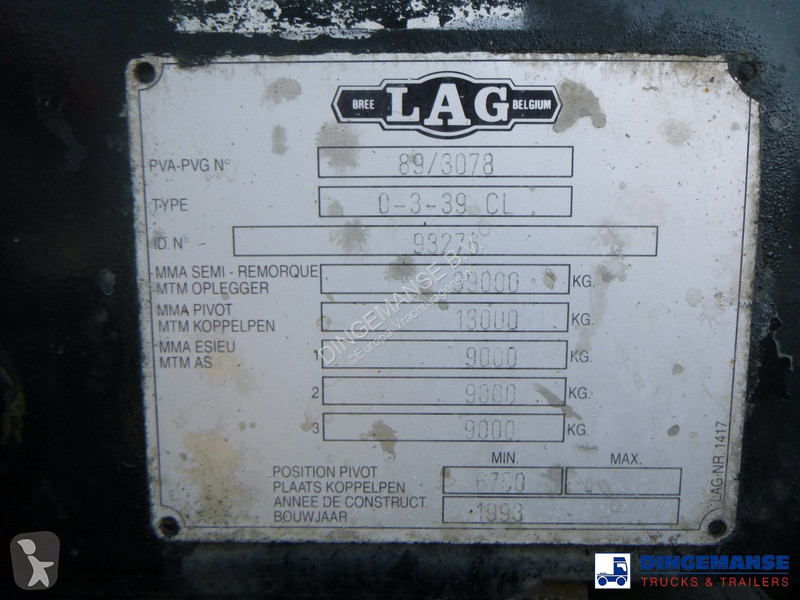 BREE LAG BELGIUM
PVA-PVG N° 89/3078
TYPE 0-3-39 CL
ID. N°
MMA SEMI - REMORQUE
MTM OPLEGGER 39000 KG.
MMA PIVOT
MTM KOPPELPEN 13000 KG.
MMA ESIEU
MTM AS 1 9000 KG.
2 9000 KG.
3 9000 KG.
MIN. MAX.
POSITION PIVOT
PLAATS KOPPELPEN
ANNEE DE CONSTRUCT.
BOUWJAAR 1993
LAG-NR. 1417
DINGEMANSE B.V.
DINGEMANSE
TRUCKS & TRAILERS